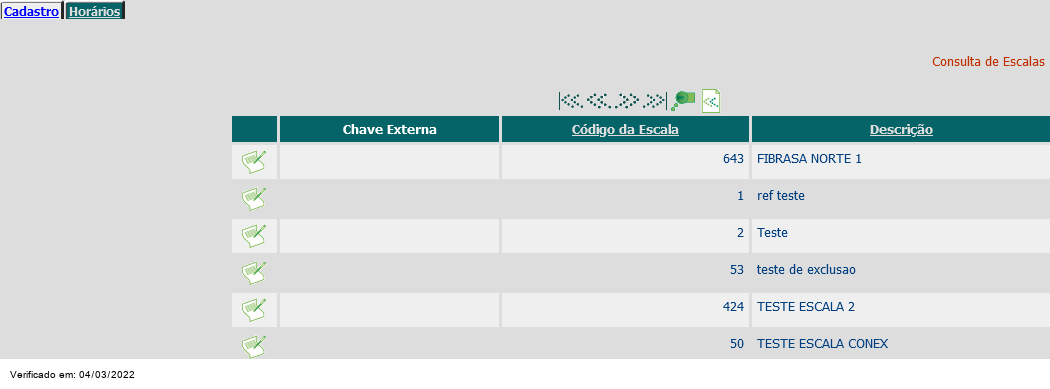 Cadastro Horários
Consulta de Escalas
Chave Externa Código da Escala Descrição
643 FIBRASA NORTE 1
1 ref teste
2 Teste
53 teste de exclusao
424 TESTE ESCALA 2
50 TESTE ESCALA CONEX
Verificado em: 04/03/2022